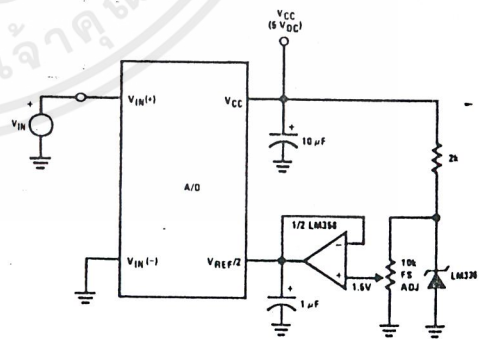 VCC
(5 VDC)
VIN(+)
VCC
+
VIN
+
10 µF
2k
A/D
1/2 LM358
VIN(-)
VREF/2
-
+
1.5V
10k
FS
ADJ
LM336
+
1 µF